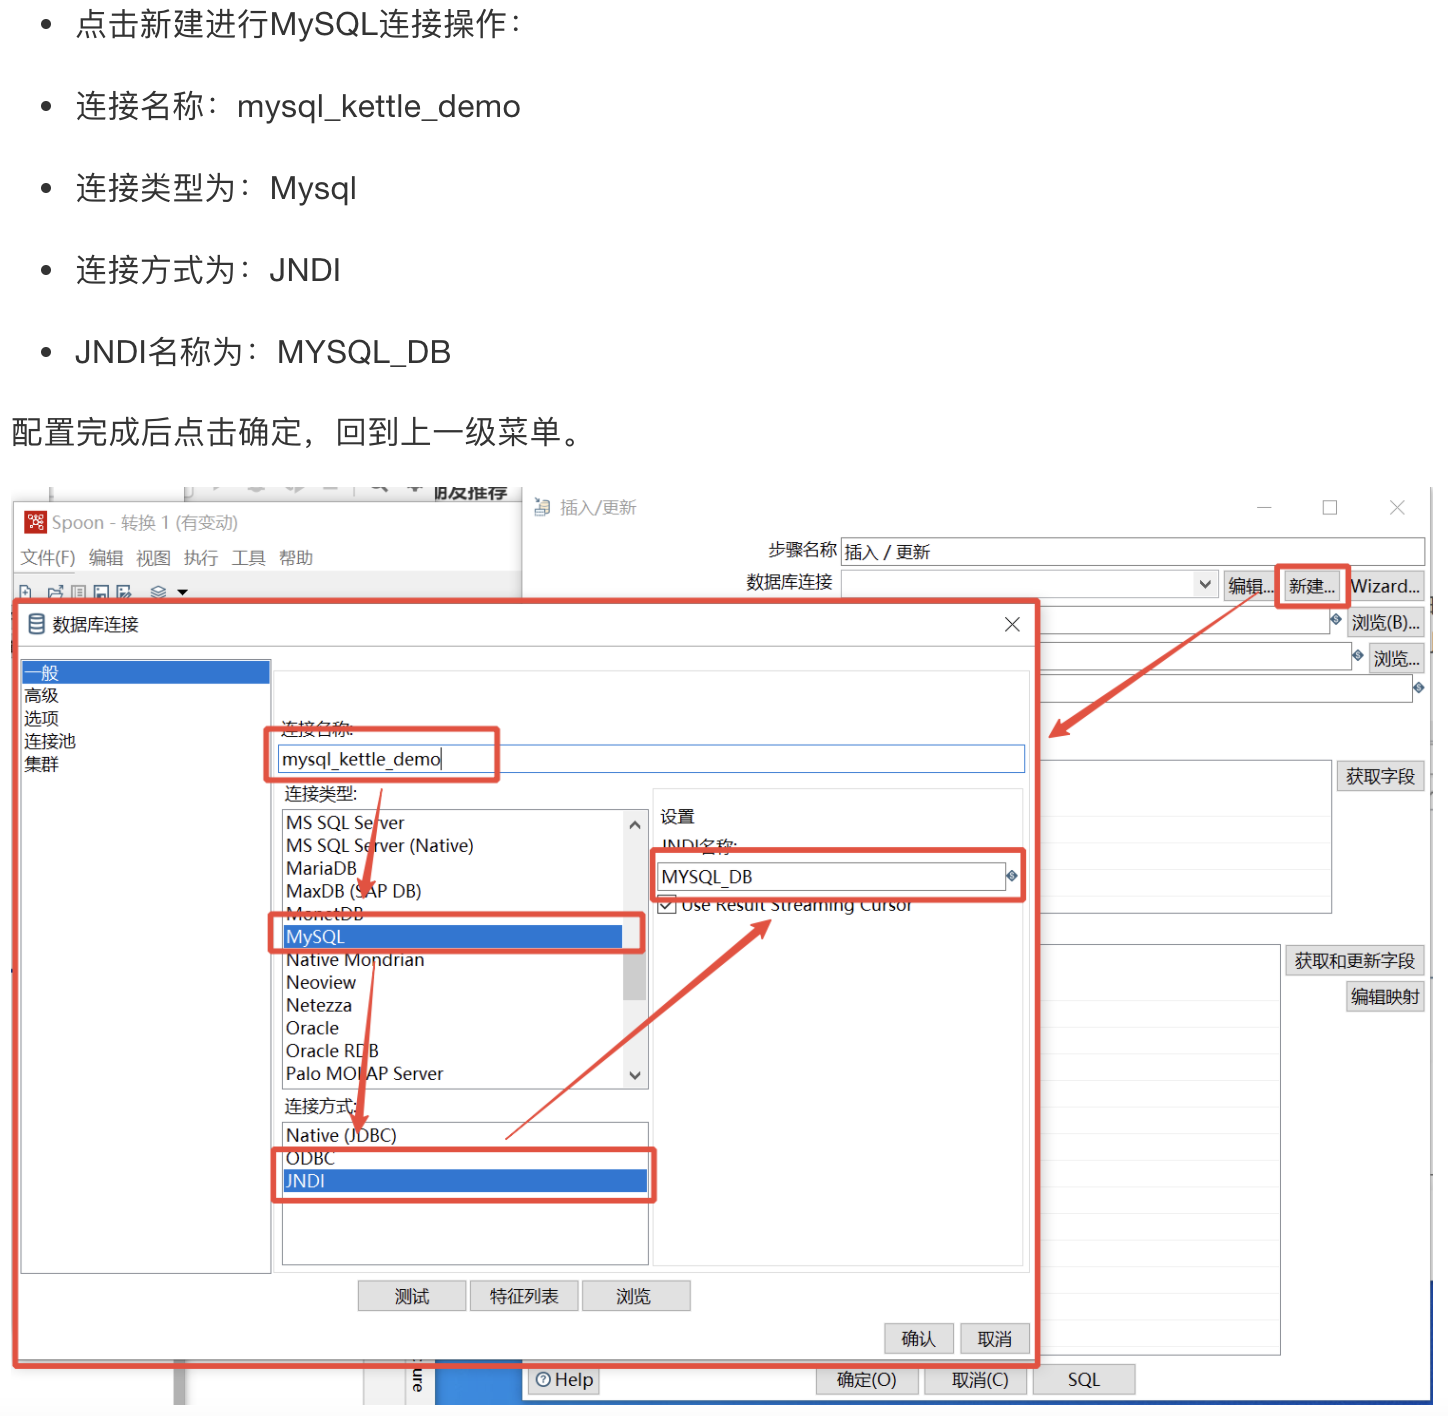 点击新建进行MySQL连接操作：
连接名称：mysql_kettle_demo
连接类型为：Mysql
连接方式为：JNDI
JNDI名称为：MYSQL_DB
配置完成后点击确定，回到上一级菜单。
插入/更新
Spoon - 转换 1 (有变动)
文件(F) 编辑 视图 执行 工具 帮助
步骤名称 插入 / 更新
数据库连接 编辑... 新建... Wizard...
浏览(B)...
浏览...
数据库连接
一般
高级
选项
连接池
集群
连接名称:
mysql_kettle_demo
连接类型:
MS SQL Server
MS SQL Server (Native)
MariaDB
MaxDB (SAP DB)
MonetDB
MySQL
Native Mondrian
Neoview
Netezza
Oracle
Oracle RDB
Palo MOLAP Server
连接方式:
Native (JDBC)
ODBC
JNDI
设置
JNDI名称:
MYSQL_DB
Use Result Streaming Cursor
测试 特征列表 浏览
确认 取消
获取字段
获取和更新字段
编辑映射
Help 确定(O) 取消(C) SQL